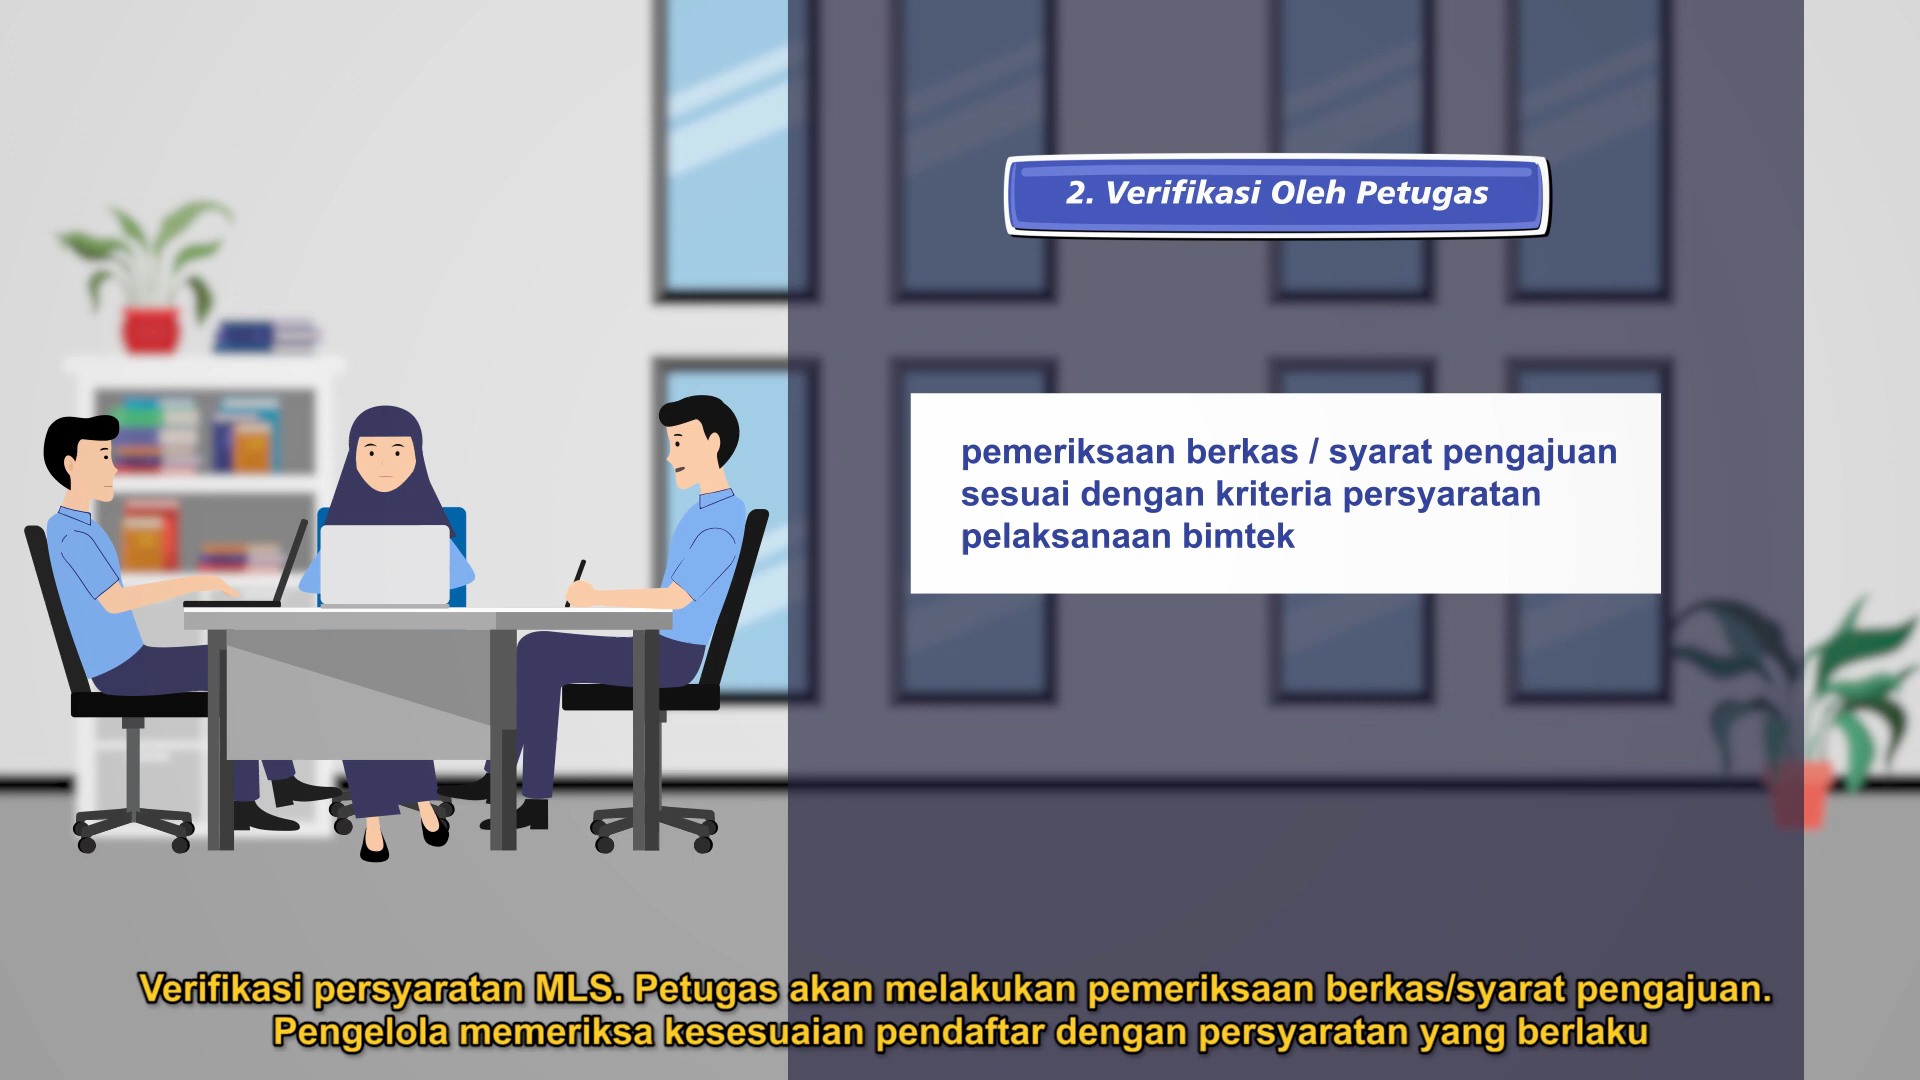 2. Verifikasi Oleh Petugas
pemeriksaan berkas / syarat pengajuan
sesuai dengan kriteria persyaratan
pelaksanaan bimtek
Verifikasi persyaratan MLS. Petugas akan melakukan pemeriksaan berkas/syarat pengajuan.
Pengelola memeriksa kesesuaian pendaftar dengan persyaratan yang berlaku